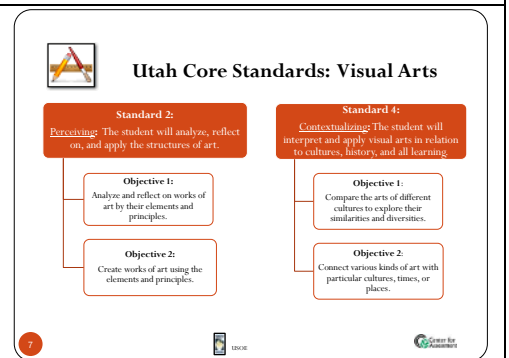 Utah Core Standards: Visual Arts
Standard 2:
Perceiving: The student will analyze, reflect
on, and apply the structures of art.
Objective 1:
Analyze and reflect on works of
art by their elements and
principles.
Objective 2:
Create works of art using the
elements and principles.
Standard 4:
Contextualizing: The student will
interpret and apply visual arts in relation
to cultures, history, and all learning.
Objective 1:
Compare the arts of different
cultures to explore their
similarities and diversities.
Objective 2:
Connect various kinds of art with
particular cultures, times, or
places.
7
USOE
Center for
Assessment